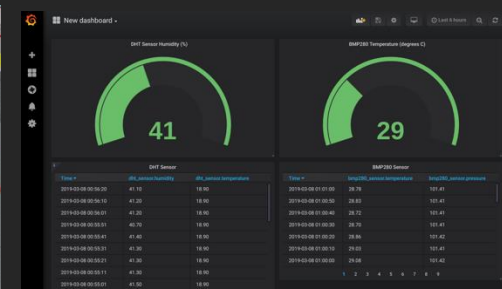 New dashboard
Last 6 hours
DHT Sensor Humidity (%)
BMP280 Temperature (degrees C)
41
29
DHT Sensor
BMP280 Sensor
Time dht_sensor.humidity dht_sensor.temperature
Time bmp280_sensor.temperature bmp280_sensor.pressure
2019-03-08 00:56:20 41.10 18.90
2019-03-08 01:01:00 28.78 101.41
2019-03-08 00:56:10 41.20 18.90
2019-03-08 01:00:50 28.83 101.41
2019-03-08 00:56:01 41.20 18.90
2019-03-08 01:00:40 28.72 101.41
2019-03-08 00:55:51 40.70 18.90
2019-03-08 01:00:30 28.70 101.41
2019-03-08 00:55:41 41.40 18.90
2019-03-08 01:00:20 28.86 101.42
2019-03-08 00:55:31 41.30 18.90
2019-03-08 01:00:10 29.03 101.41
2019-03-08 00:55:21 41.30 18.90
2019-03-08 01:00:00 29.08 101.42
2019-03-08 00:55:11 41.30 18.90
1 2 3 4 5 6 7 8 9
2019-03-08 00:55:01 41.50 18.90